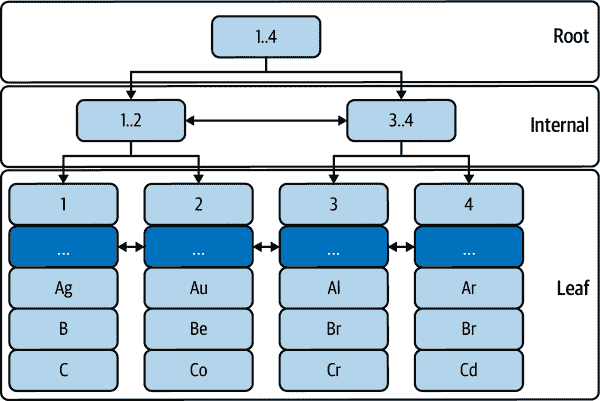 1..4
Root
1..2
3..4
Internal
1
2
3
4
...
...
...
...
Ag
Au
Al
Ar
Leaf
B
Be
Br
Br
C
Co
Cr
Cd